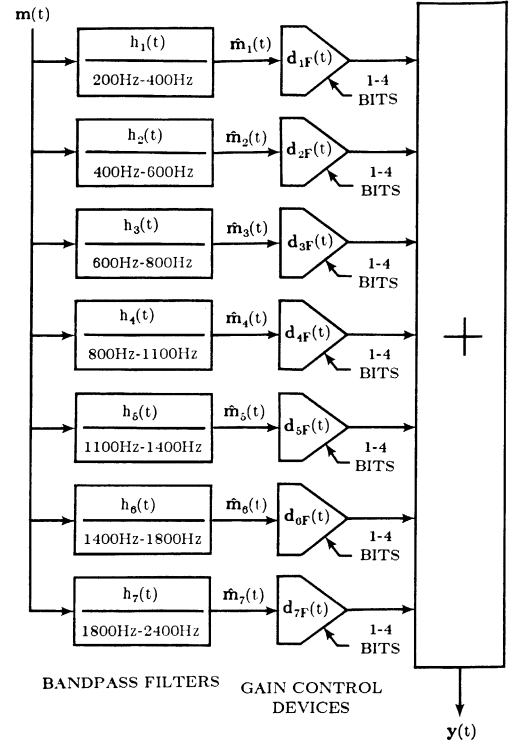 m(t)
h₁(t)
200Hz-400Hz
m̂₁(t)
d₁F(t)
1-4
BITS
h₂(t)
400Hz-600Hz
m̂₂(t)
d₂F(t)
1-4
BITS
h₃(t)
600Hz-800Hz
m̂₃(t)
d₃F(t)
1-4
BITS
h₄(t)
800Hz-1100Hz
m̂₄(t)
d₄F(t)
1-4
BITS
+
h₅(t)
1100Hz-1400Hz
m̂₅(t)
d₅F(t)
1-4
BITS
h₆(t)
1400Hz-1800Hz
m̂₆(t)
d₆F(t)
1-4
BITS
h₇(t)
1800Hz-2400Hz
m̂₇(t)
d₇F(t)
1-4
BITS
BANDPASS FILTERS
GAIN CONTROL
DEVICES
y(t)